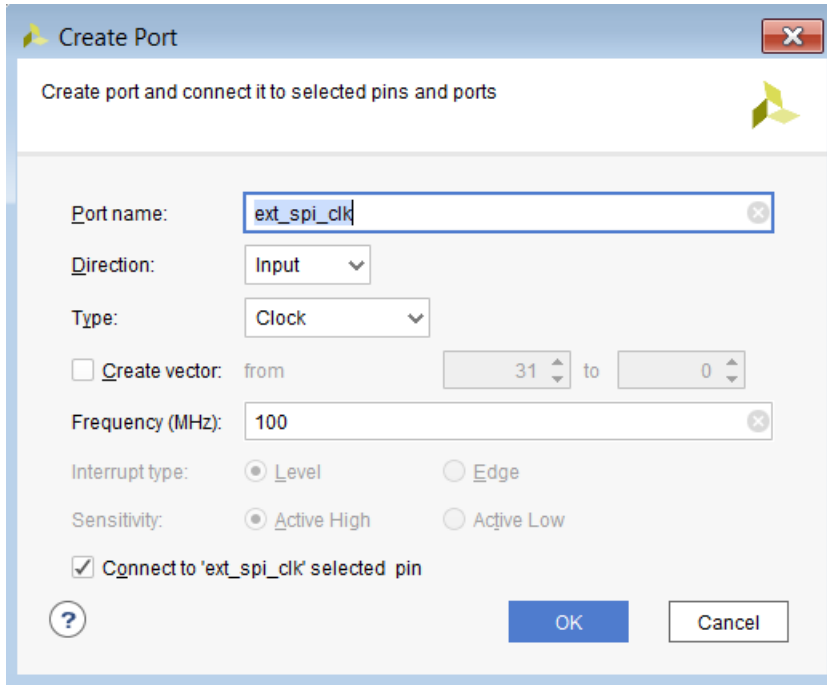 Create Port
Create port and connect it to selected pins and ports
Port name: ext_spi_clk
Direction: Input
Type: Clock
Create vector: from 31 to 0
Frequency (MHz): 100
Interrupt type: Level Edge
Sensitivity: Active High Active Low
Connect to 'ext_spi_clk' selected pin
? OK Cancel